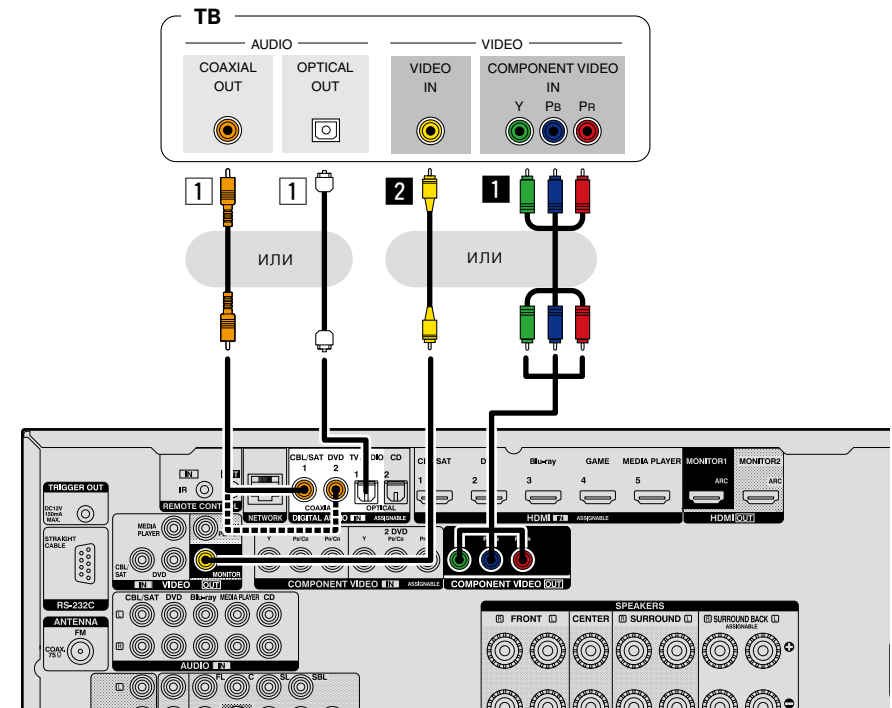 ТВ
AUDIO
VIDEO
COAXIAL
OUT
OPTICAL
OUT
VIDEO
IN
COMPONENT VIDEO
IN
Y PB PR
1
1
2
1
или
или
CBL/SAT DVD TV AUDIO CD
1 2 1 2
COAXIAL
OPTICAL
DIGITAL AUDIO IN ASSIGNABLE
CBL/SAT
Blu-ray
GAME
MEDIA PLAYER
MONITOR1
MONITOR2
1 2 3 4 5
ARC
ARC
HDMI IN ASSIGNABLE
HDMI OUT
IN
IR
REMOTE CONTROL
NETWORK
TRIGGER OUT
DC12V
150mA
MAX.
STRAIGHT
CABLE
RS-232C
MEDIA
PLAYER
CBL/
SAT
DVD
MONITOR
IN VIDEO OUT
2 DVD
Y PB/CB PR/CR Y PB/CB PR/CR
COMPONENT VIDEO IN ASSIGNABLE
COMPONENT VIDEO OUT
ANTENNA
FM
COAX.
75Ω
CBL/SAT DVD Blu-ray MEDIA PLAYER CD
L
R
AUDIO IN
L
FL C SL SBL
SPEAKERS
R FRONT L
CENTER
R SURROUND L
R SURROUND BACK L
ASSIGNABLE
+
−